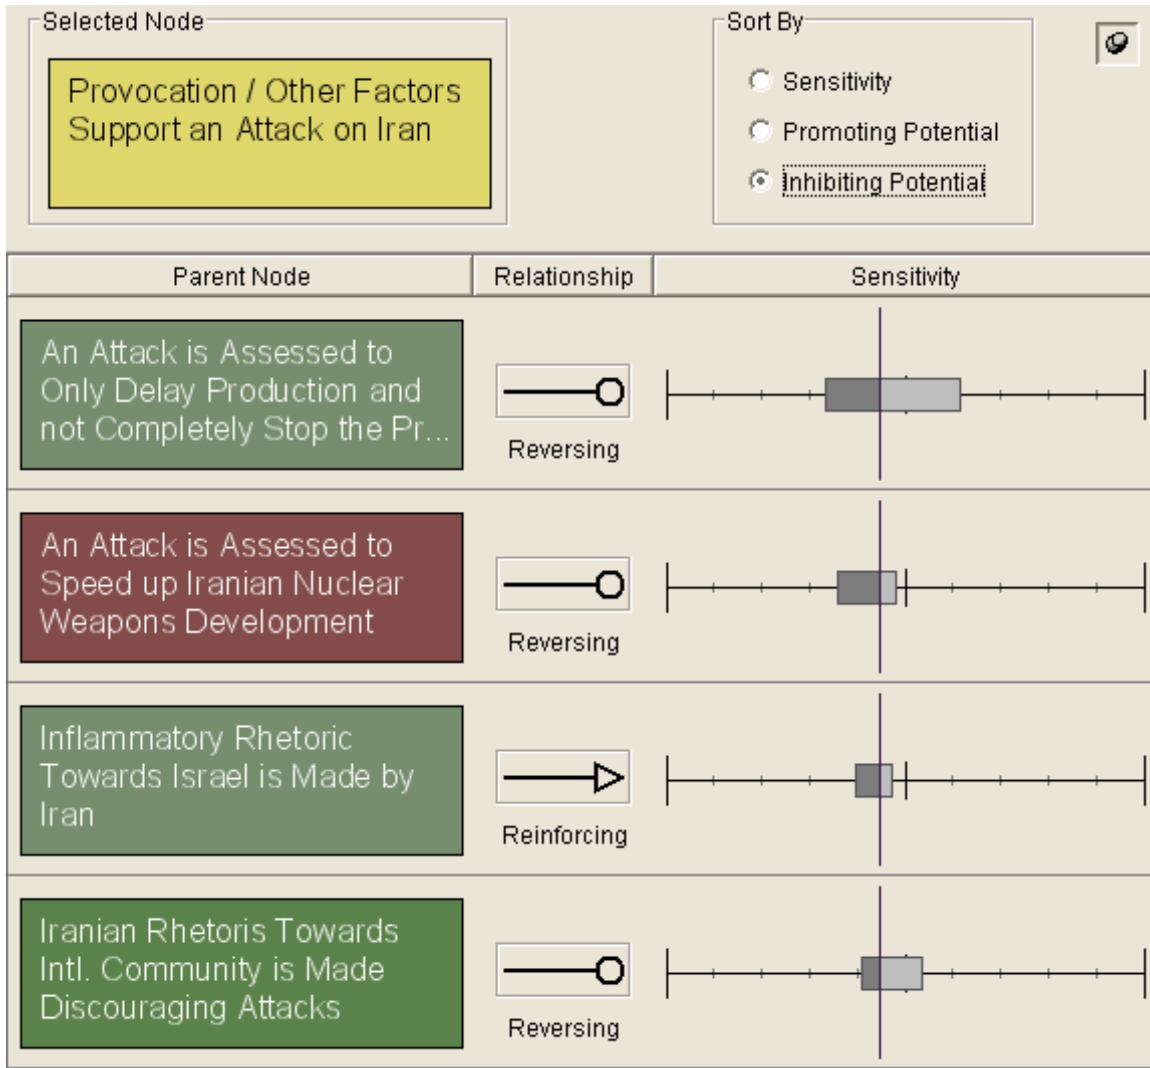 Selected Node
Provocation / Other Factors
Support an Attack on Iran
Sort By
Sensitivity
Promoting Potential
Inhibiting Potential
Parent Node
Relationship
Sensitivity
An Attack is Assessed to
Only Delay Production and
not Completely Stop the Pr...
Reversing
An Attack is Assessed to
Speed up Iranian Nuclear
Weapons Development
Reversing
Inflammatory Rhetoric
Towards Israel is Made by
Iran
Reinforcing
Iranian Rhetoris Towards
Intl. Community is Made
Discouraging Attacks
Reversing